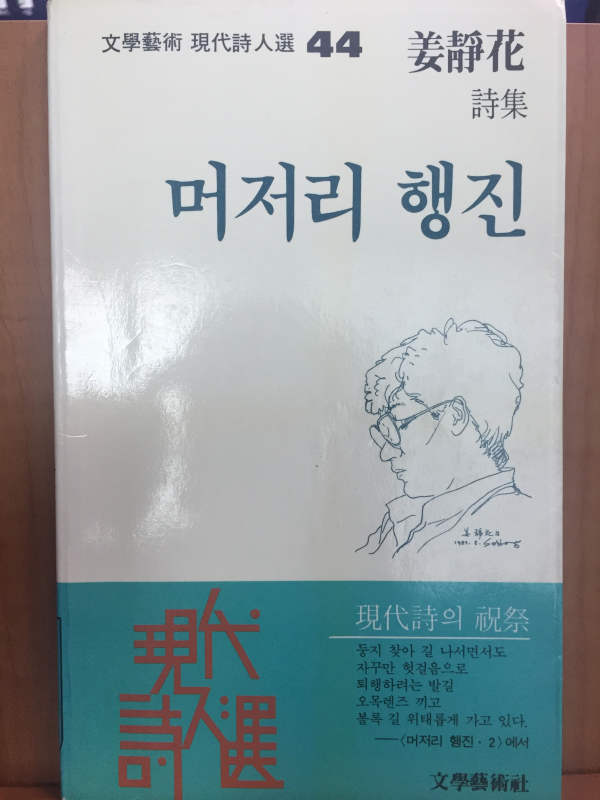 文學藝術 現代詩人選 44
姜靜花
詩集
머저리 행진
現代詩의 祝祭
둥지 찾아 길 나서면서도
자꾸만 헛걸음으로
퇴행하려는 발길
오목렌즈 끼고
볼록 길 위태롭게 가고 있다.
──〈머저리 행진·2〉에서
現代
詩人選
文學藝術社